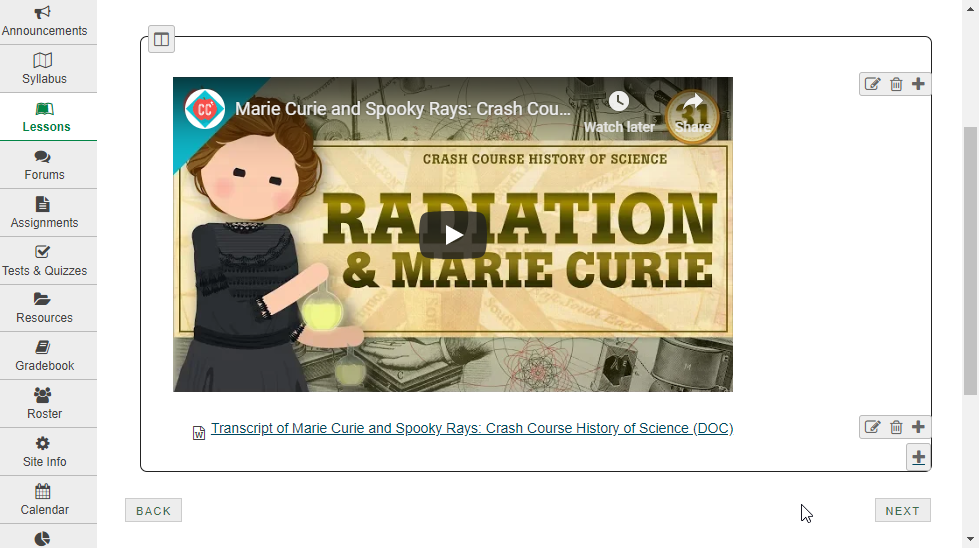 Announcements
Syllabus
Lessons
Forums
Assignments
Tests & Quizzes
Resources
Gradebook
Roster
Site Info
Calendar
CC
Marie Curie and Spooky Rays: Crash Cou...
Watch later
31
Share
CRASH COURSE HISTORY OF SCIENCE
RADIATION
& MARIE CURIE
W
Transcript of Marie Curie and Spooky Rays: Crash Course History of Science (DOC)
BACK
NEXT